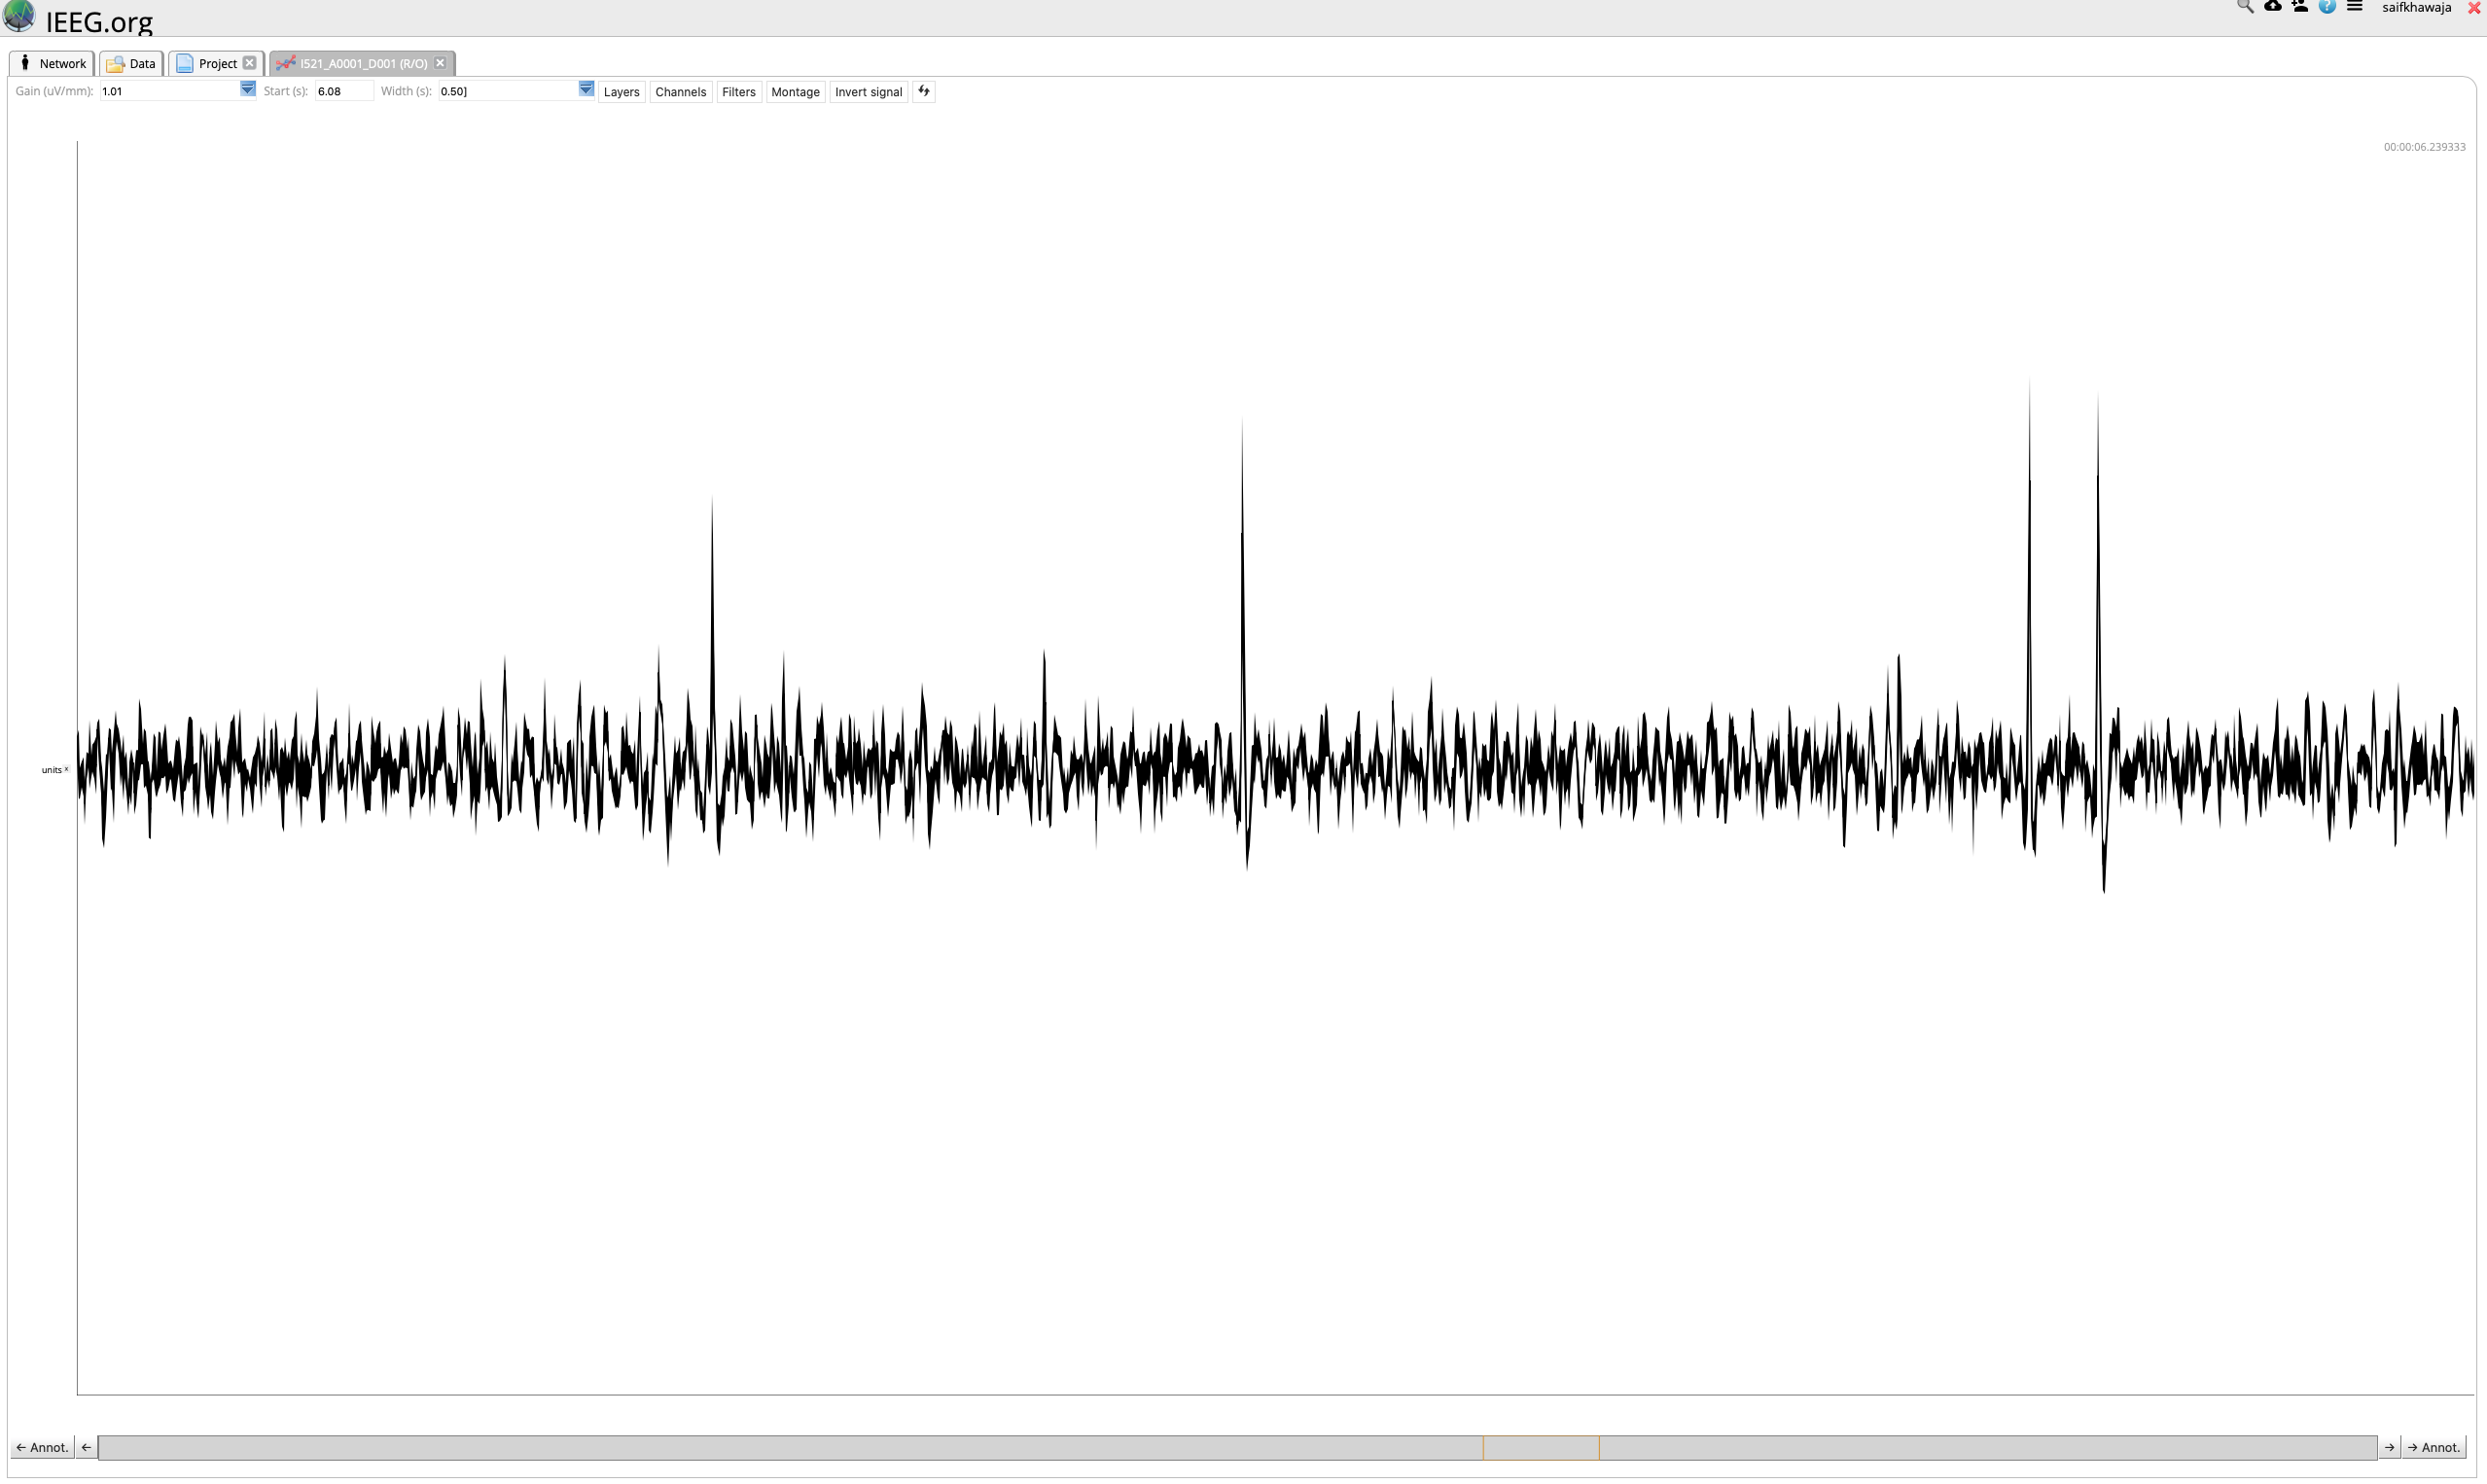 IEEG.org
saifkhawaja
Network Data Project I521_A0001_D001 (R/O)
Gain (uV/mm): 1.01 Start (s): 6.08 Width (s): 0.50] Layers Channels Filters Montage Invert signal
00:00:06.239333
units x
← Annot. ← → → Annot.